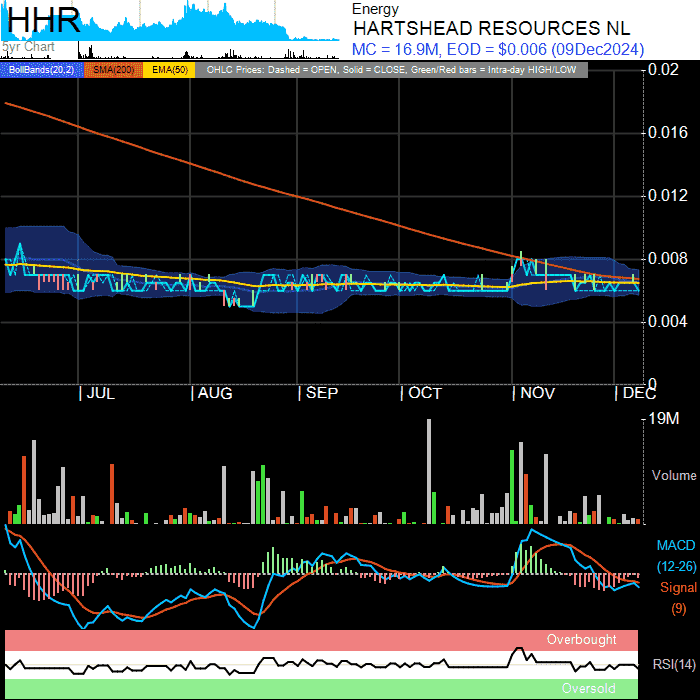 HHR
Energy
HARTSHEAD RESOURCES NL
5yr Chart
MC = 16.9M, EOD = $0.006 (09Dec2024)
BollBands(20,2) SMA(200) EMA(50) OHLC Prices: Dashed = OPEN, Solid = CLOSE, Green/Red bars = Intra-day HIGH/LOW
0.02
0.016
0.012
0.008
0.004
0
JUL AUG SEP OCT NOV DEC
19M
Volume
MACD
(12-26)
Signal
(9)
Overbought
RSI(14)
Oversold